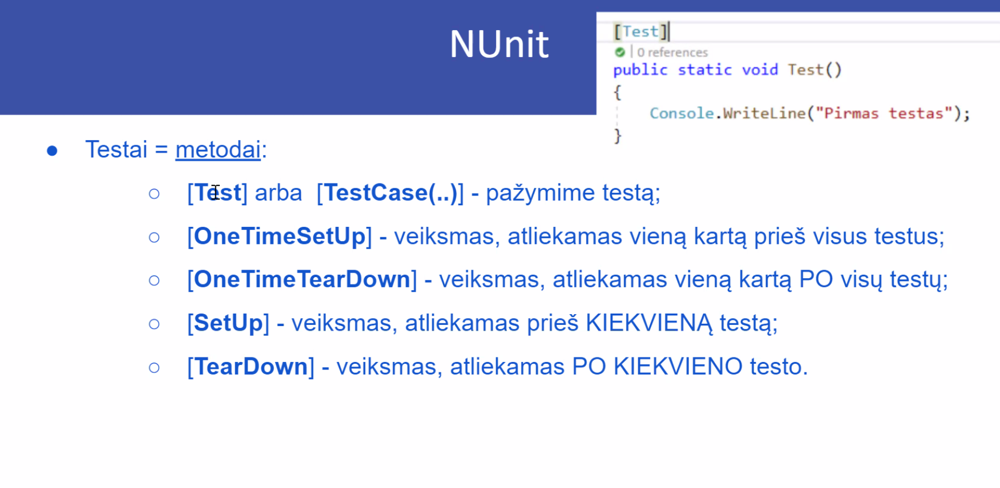 NUnit
[Test]
0 references
public static void Test()
{
Console.WriteLine("Pirmas testas");
}
● Testai = metodai:
○ [Test] arba [TestCase(..)] - pažymime testą;
○ [OneTimeSetUp] - veiksmas, atliekamas vieną kartą prieš visus testus;
○ [OneTimeTearDown] - veiksmas, atliekamas vieną kartą PO visų testų;
○ [SetUp] - veiksmas, atliekamas prieš KIEKVIENĄ testą;
○ [TearDown] - veiksmas, atliekamas PO KIEKVIENO testo.